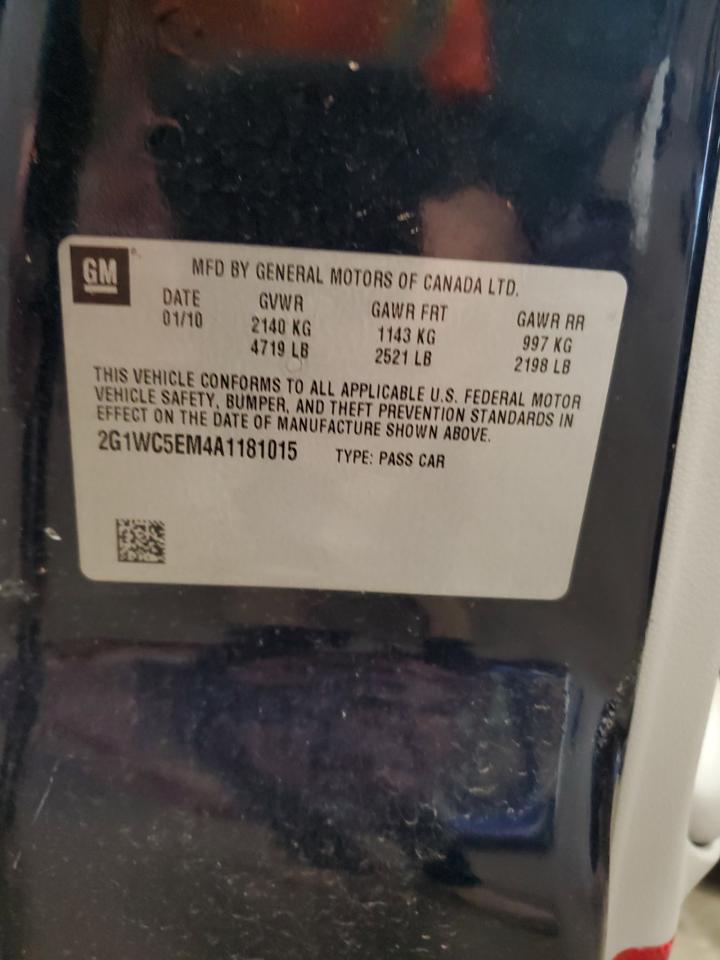 GM
MFD BY GENERAL MOTORS OF CANADA LTD.
DATE GVWR GAWR FRT GAWR RR
01/10 2140 KG 1143 KG 997 KG
4719 LB 2521 LB 2198 LB
THIS VEHICLE CONFORMS TO ALL APPLICABLE U.S. FEDERAL MOTOR
VEHICLE SAFETY, BUMPER, AND THEFT PREVENTION STANDARDS IN
EFFECT ON THE DATE OF MANUFACTURE SHOWN ABOVE.
2G1WC5EM4A1181015 TYPE: PASS CAR